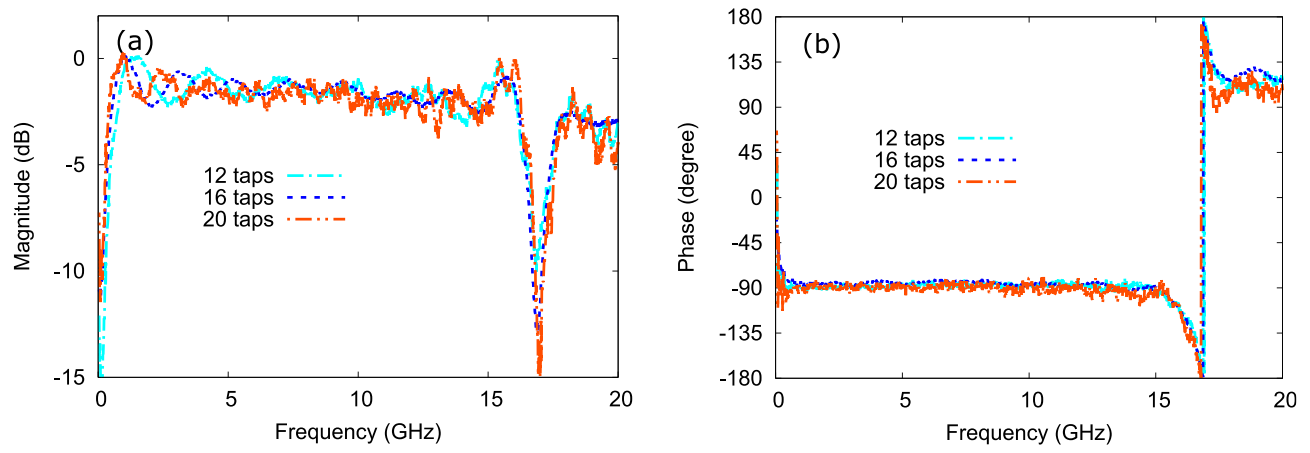 (a)
0
-5
-10
-15
Magnitude (dB)
12 taps
16 taps
20 taps
0 5 10 15 20
Frequency (GHz)
(b)
180
135
90
45
0
-45
-90
-135
-180
Phase (degree)
12 taps
16 taps
20 taps
0 5 10 15 20
Frequency (GHz)